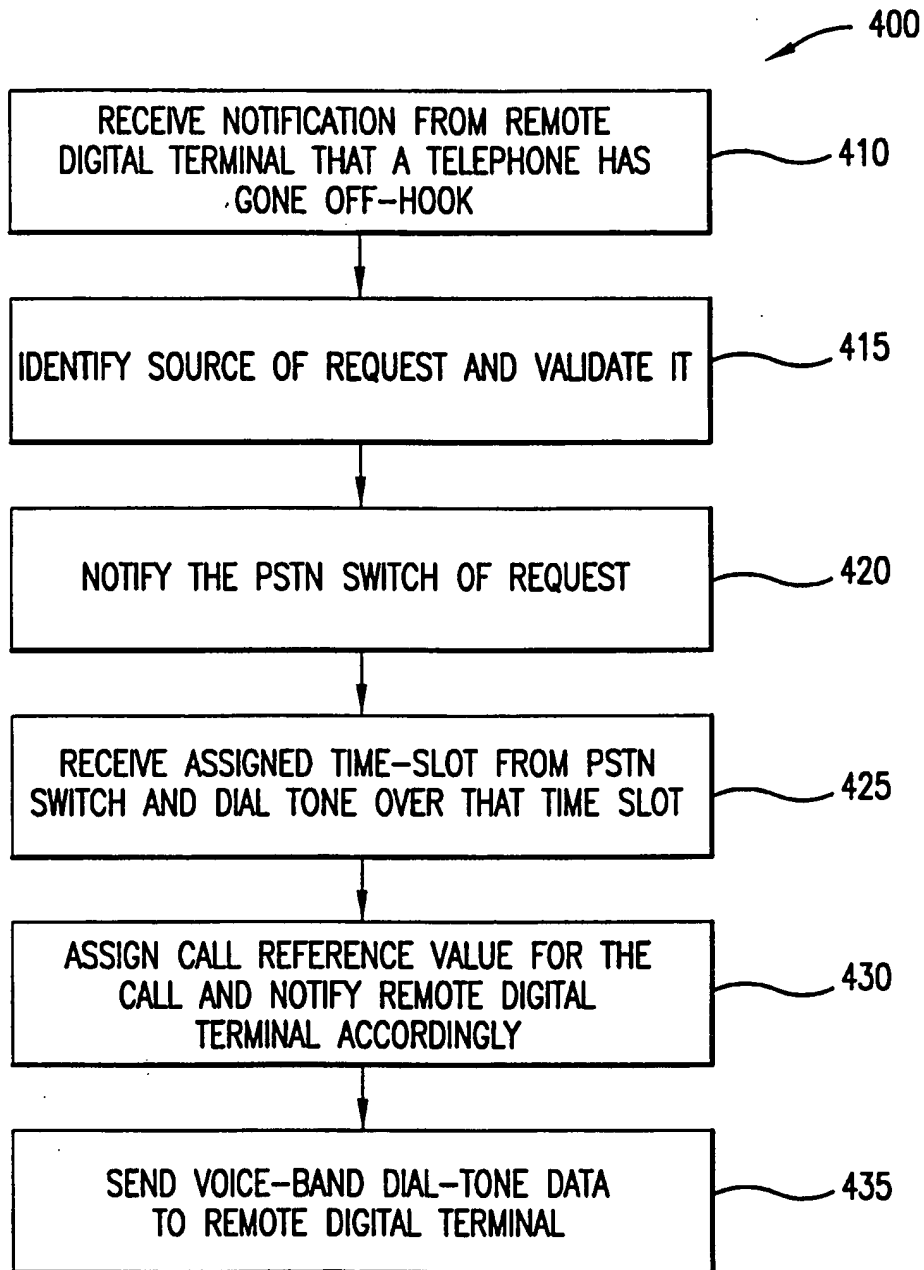 400
RECEIVE NOTIFICATION FROM REMOTE
DIGITAL TERMINAL THAT A TELEPHONE HAS
GONE OFF-HOOK
410
IDENTIFY SOURCE OF REQUEST AND VALIDATE IT
415
NOTIFY THE PSTN SWITCH OF REQUEST
420
RECEIVE ASSIGNED TIME-SLOT FROM PSTN
SWITCH AND DIAL TONE OVER THAT TIME SLOT
425
ASSIGN CALL REFERENCE VALUE FOR THE
CALL AND NOTIFY REMOTE DIGITAL
TERMINAL ACCORDINGLY
430
SEND VOICE-BAND DIAL-TONE DATA
TO REMOTE DIGITAL TERMINAL
435